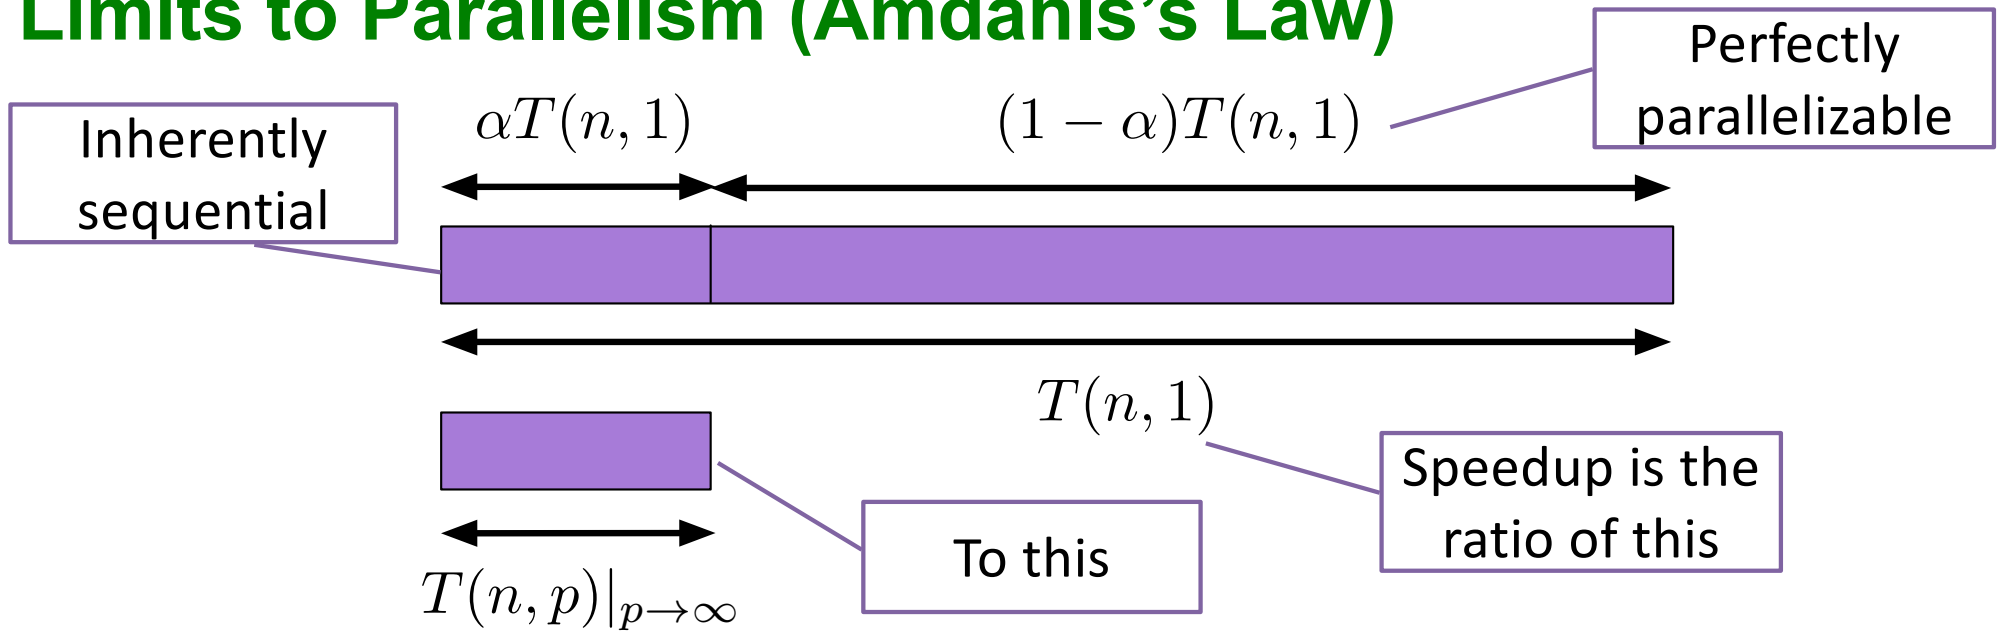 Limits to Parallelism (Amdahls's Law)
Perfectly
parallelizable
Inherently
sequential
αT(n, 1)
(1 − α)T(n, 1)
T(n, 1)
Speedup is the
ratio of this
To this
T(n, p)|p→∞